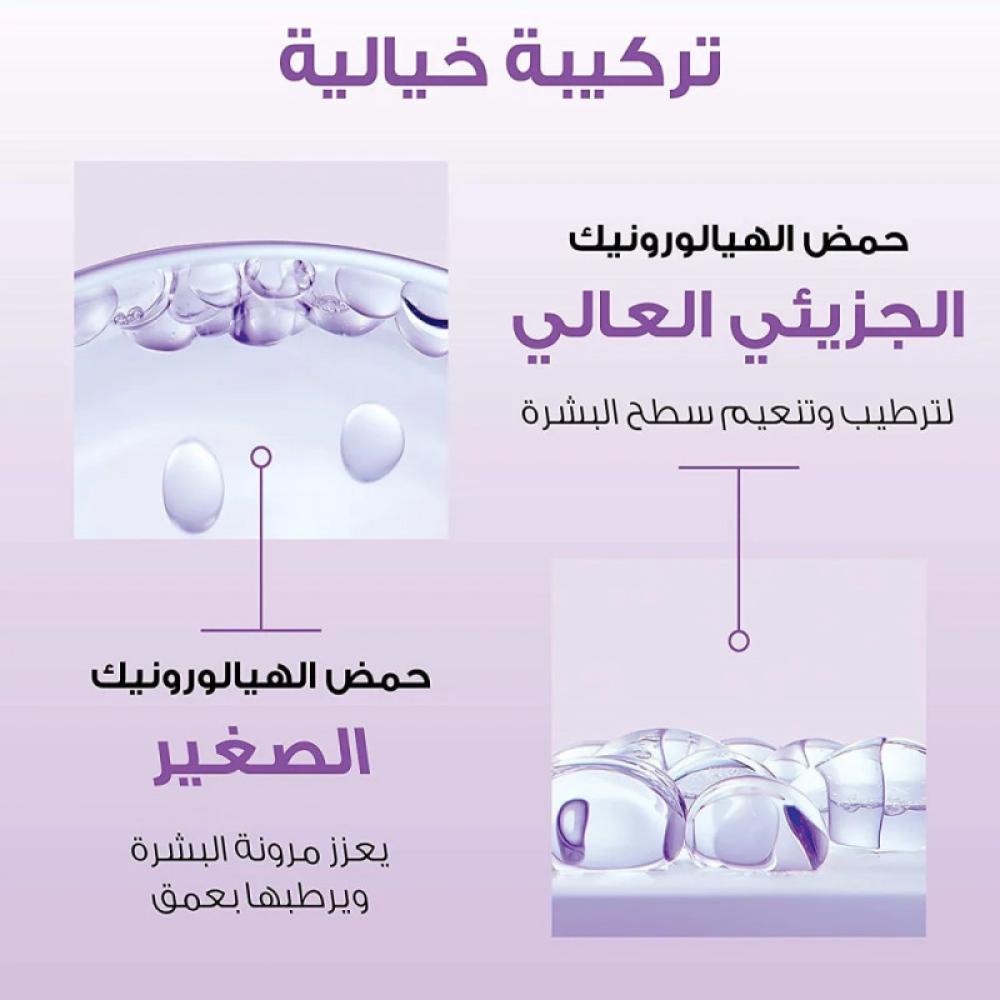 تركيبة خيالية
حمض الهيالورونيك
الجزيئي العالي
لترطيب وتنعيم سطح البشرة
حمض الهيالورونيك
الصغير
يعزز مرونة البشرة
ويرطبها بعمق